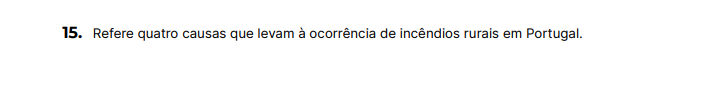 15. Refere quatro causas que levam à ocorrência de incêndios rurais em Portugal.